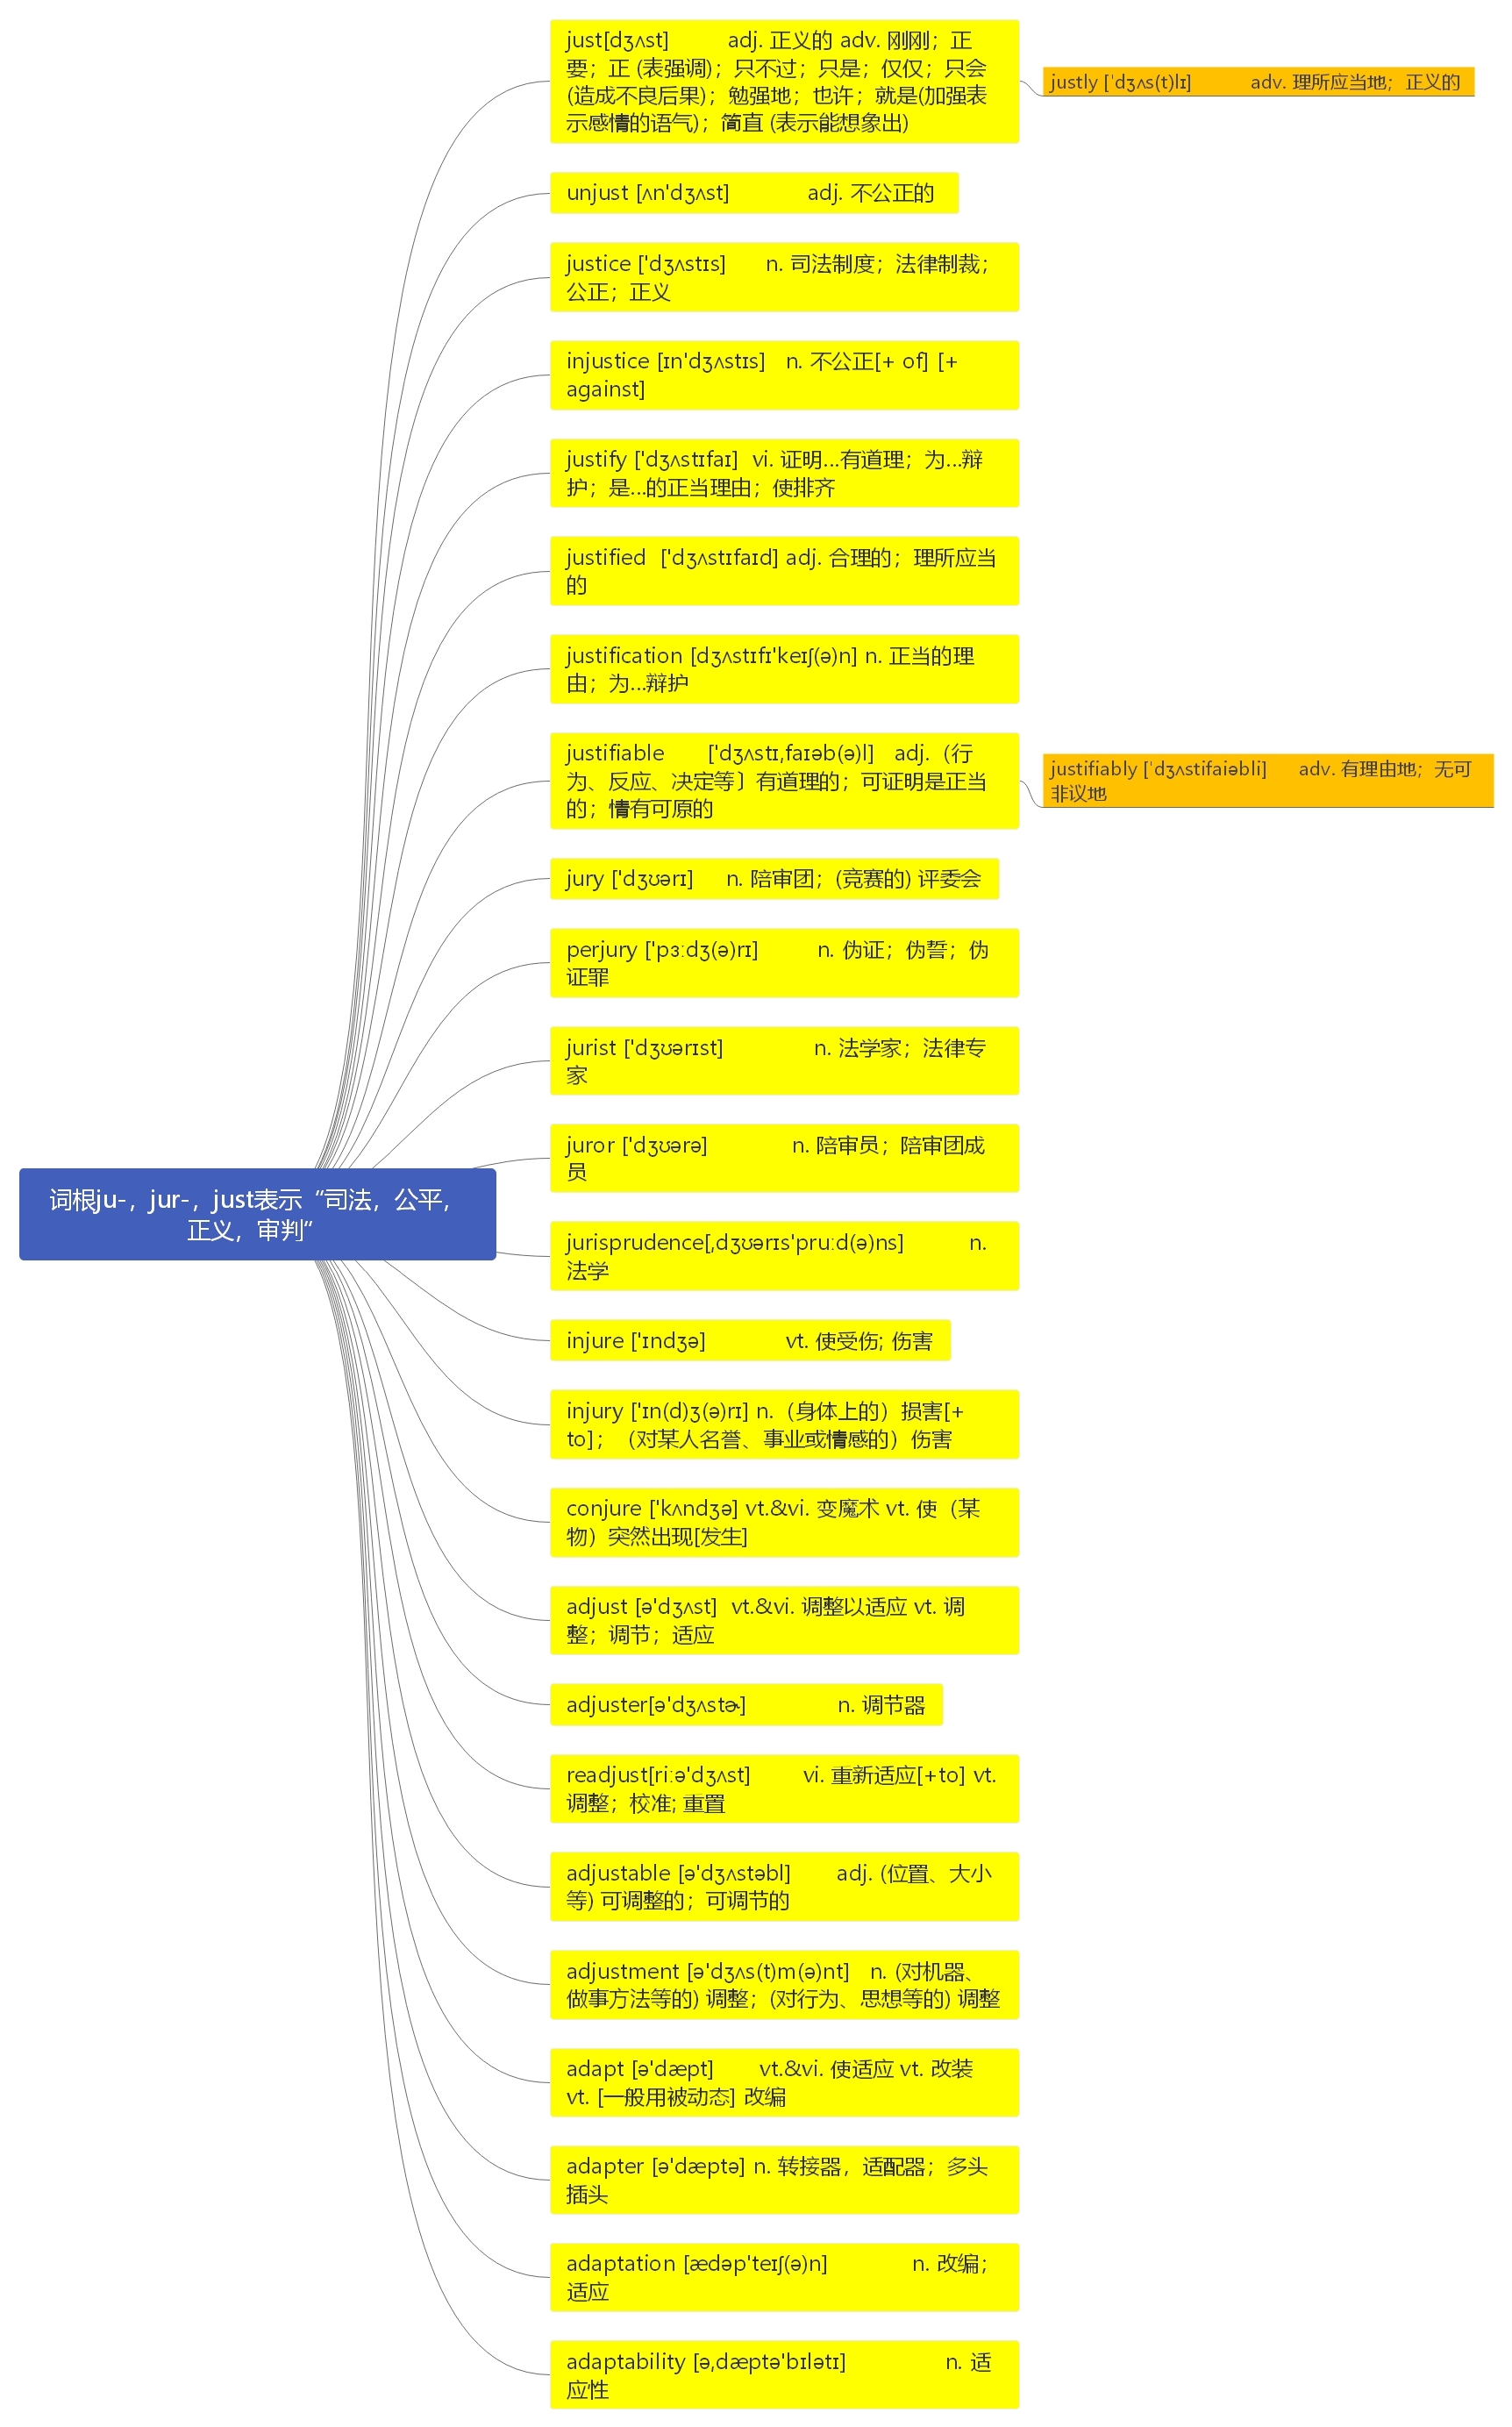 just[dʒʌst] adj. 正义的 adv. 刚刚；正
要；正 (表强调)；只不过；只是；仅仅；只会
(造成不良后果)；勉强地；也许；就是(加强表
示感情的语气)；简直 (表示能想象出)
justly [ˈdʒʌs(t)lɪ] adv. 理所应当地；正义的
unjust [ʌn'dʒʌst] adj. 不公正的
justice ['dʒʌstɪs] n. 司法制度；法律制裁；
公正；正义
injustice [ɪn'dʒʌstɪs] n. 不公正[+ of] [+
against]
justify ['dʒʌstɪfaɪ] vi. 证明...有道理；为...辩
护；是...的正当理由；使排齐
justified ['dʒʌstɪfaɪd] adj. 合理的；理所应当
的
justification [dʒʌstɪfɪ'keɪʃ(ə)n] n. 正当的理
由；为...辩护
justifiable ['dʒʌstɪ,faɪəb(ə)l] adj.（行
为、反应、决定等〕有道理的；可证明是正当
的；情有可原的
justifiably [ˈdʒʌstifaiəbli] adv. 有理由地；无可
非议地
jury ['dʒʊərɪ] n. 陪审团；(竞赛的) 评委会
perjury ['pɜːdʒ(ə)rɪ] n. 伪证；伪誓；伪
证罪
jurist ['dʒʊərɪst] n. 法学家；法律专
家
juror ['dʒʊərə] n. 陪审员；陪审团成
员
词根ju-，jur-，just表示“司法，公平，
正义，审判”
jurisprudence[,dʒʊərɪs'pruːd(ə)ns] n.
法学
injure ['ɪndʒə] vt. 使受伤; 伤害
injury ['ɪn(d)ʒ(ə)rɪ] n.（身体上的）损害[+
to]；（对某人名誉、事业或情感的）伤害
conjure ['kʌndʒə] vt.&vi. 变魔术 vt. 使（某
物）突然出现[发生]
adjust [ə'dʒʌst] vt.&vi. 调整以适应 vt. 调
整；调节；适应
adjuster[ə'dʒʌstɚ] n. 调节器
readjust[riːə'dʒʌst] vi. 重新适应[+to] vt.
调整；校准; 重置
adjustable [ə'dʒʌstəbl] adj. (位置、大小
等) 可调整的；可调节的
adjustment [ə'dʒʌs(t)m(ə)nt] n. (对机器、
做事方法等的) 调整；(对行为、思想等的) 调整
adapt [ə'dæpt] vt.&vi. 使适应 vt. 改装
vt. [一般用被动态] 改编
adapter [ə'dæptə] n. 转接器，适配器；多头
插头
adaptation [ædəp'teɪʃ(ə)n] n. 改编；
适应
adaptability [ə,dæptə'bɪlətɪ] n. 适
应性